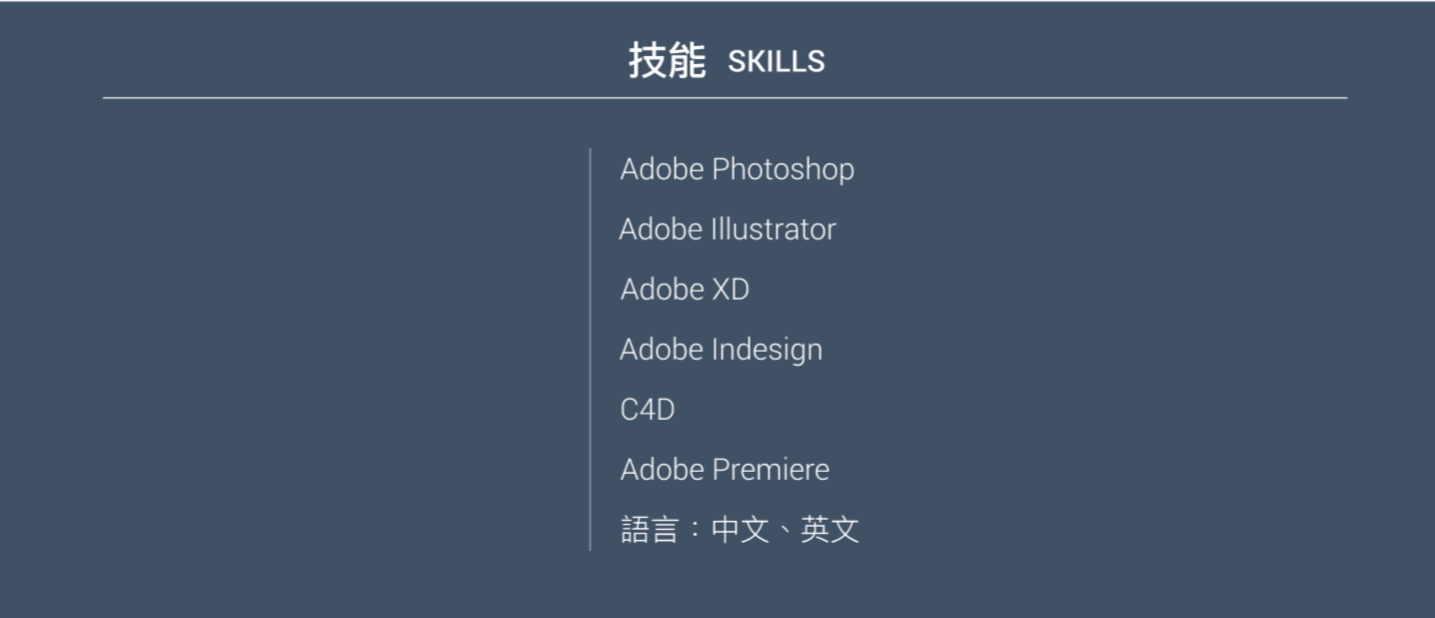 技能 SKILLS
Adobe Photoshop
Adobe Illustrator
Adobe XD
Adobe Indesign
C4D
Adobe Premiere
語言：中文、英文